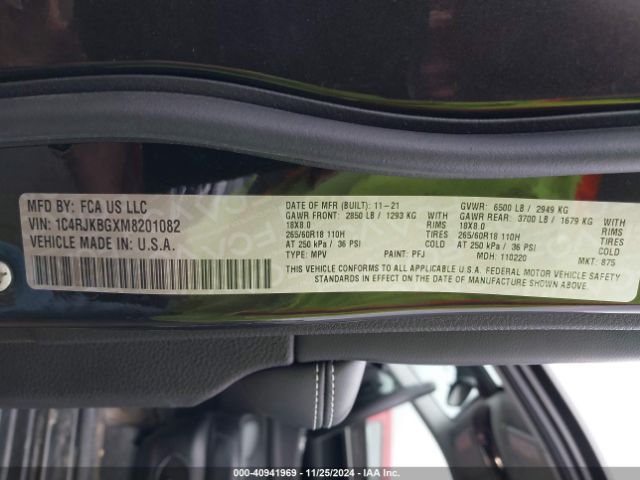 MFD BY: FCA US LLC
VIN: 1C4RJKBGXM8201082
VEHICLE MADE IN: U.S.A.
DATE OF MFR (BUILT): 11-21
GAWR FRONT: 2850 LB / 1293 KG
18X8.0 RIMS
265/60R18 110H TIRES
AT 250 kPa / 36 PSI COLD
TYPE: MPV PAINT: PFJ
GVWR: 6500 LB / 2949 KG
GAWR REAR: 3700 LB / 1679 KG
18X8.0 RIMS
265/60R18 110H TIRES
AT 250 kPa / 36 PSI COLD
MDH: 110220 MKT: 875
THIS VEHICLE CONFORMS TO ALL APPLICABLE U.S.A. FEDERAL MOTOR VEHICLE SAFETY
STANDARDS IN EFFECT ON THE DATE OF MANUFACTURE SHOWN ABOVE.
000-40941969 - 11/25/2024 - IAA Inc.